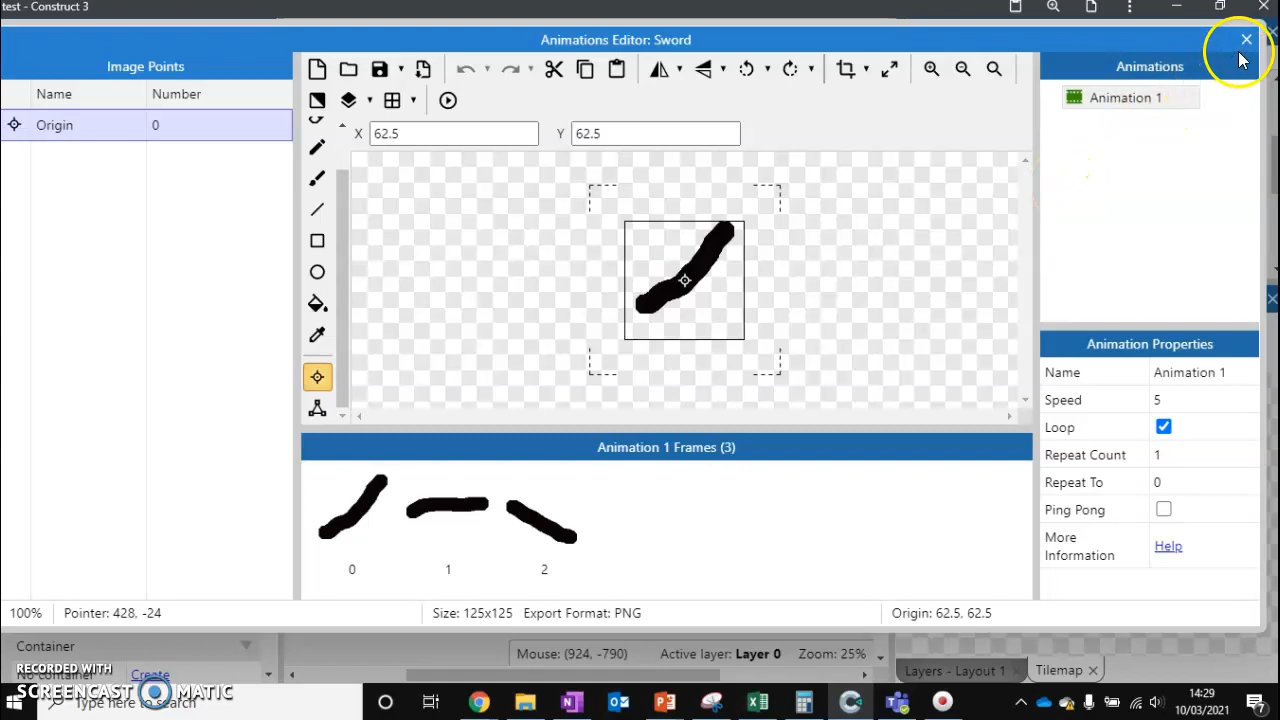 test - Construct 3
Animations Editor: Sword
Image Points
Animations
Name Number
Origin 0
X 62.5 Y 62.5
Animation 1
Animation Properties
Name Animation 1
Speed 5
Loop
Repeat Count 1
Repeat To 0
Ping Pong
More Information Help
Animation 1 Frames (3)
0 1 2
100% Pointer: 428, -24 Size: 125x125 Export Format: PNG Origin: 62.5, 62.5
Container
No container Create
Mouse: (924, -790) Active layer: Layer 0 Zoom: 25%
Layers - Layout 1 Tilemap
RECORDED WITH
SCREENCAST MATIC
Type here to search
14:29
10/03/2021